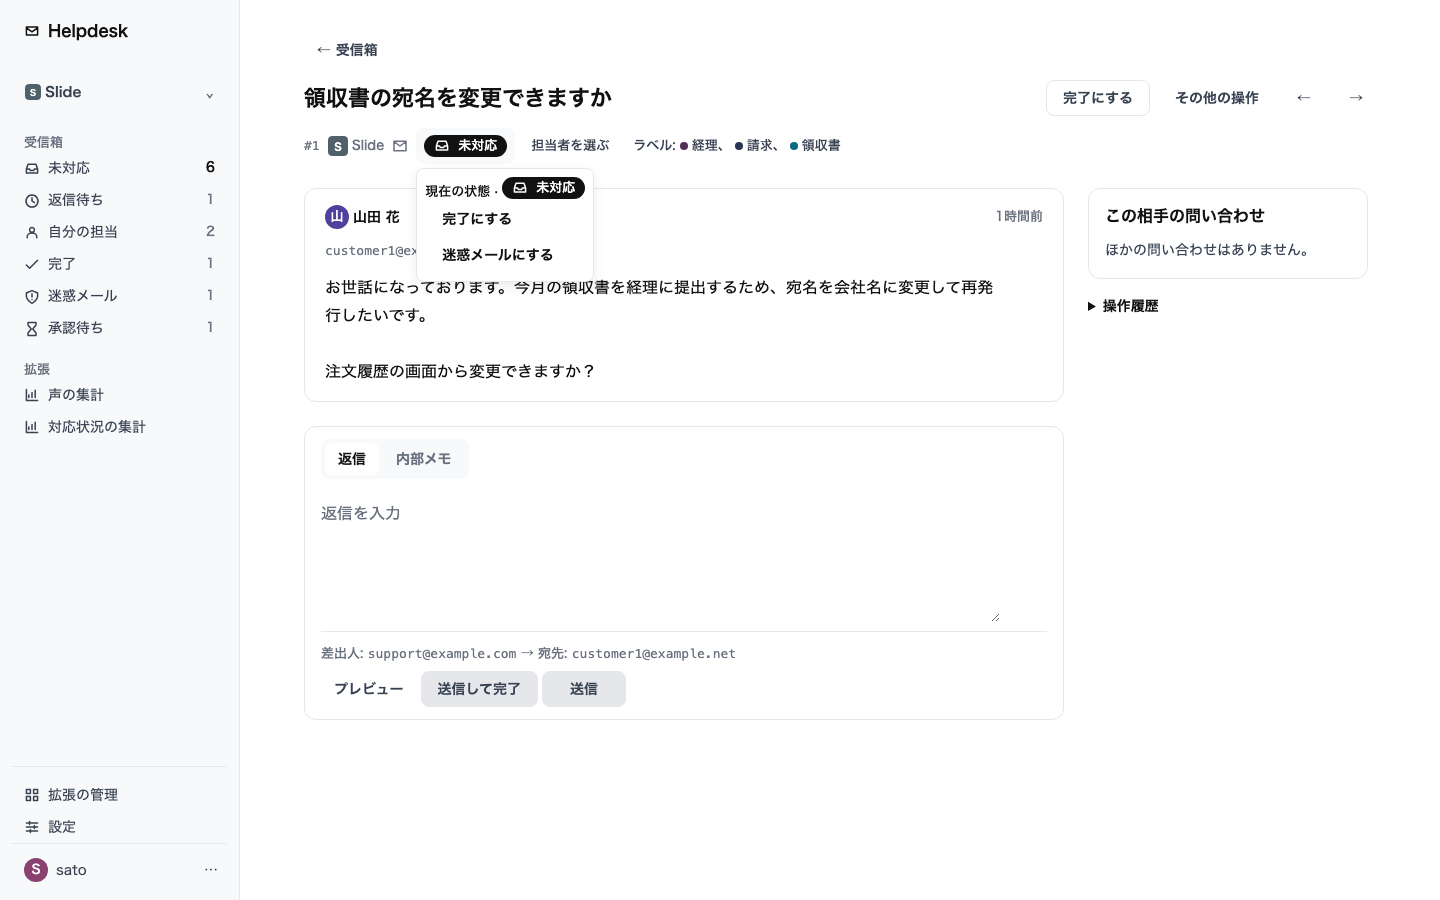 Helpdesk
S Slide
受信箱
未対応 6
返信待ち 1
自分の担当 2
完了 1
迷惑メール 1
承認待ち 1
拡張
声の集計
対応状況の集計
拡張の管理
設定
S sato ...
← 受信箱
領収書の宛名を変更できますか
完了にする その他の操作 ← →
#1 S Slide 未対応 担当者を選ぶ ラベル: 経理、 請求、 領収書
現在の状態 · 未対応
完了にする
迷惑メールにする
山 山田 花 1時間前
customer1@ex
お世話になっております。今月の領収書を経理に提出するため、宛名を会社名に変更して再発
行したいです。
注文履歴の画面から変更できますか？
返信 内部メモ
返信を入力
差出人: support@example.com → 宛先: customer1@example.net
プレビュー 送信して完了 送信
この相手の問い合わせ
ほかの問い合わせはありません。
▶ 操作履歴